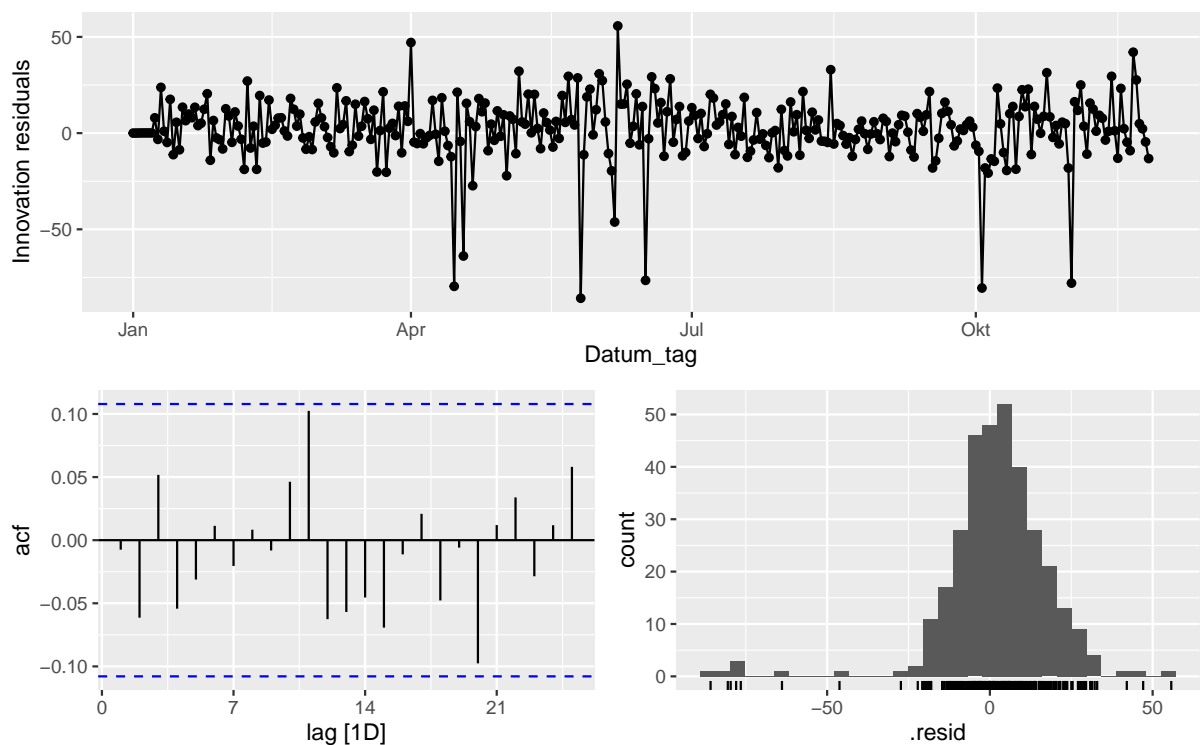 Innovation residuals
50
0
−50
Jan
Apr
Jul
Okt
Datum_tag
acf
0.10
0.05
0.00
−0.05
−0.10
0
7
14
21
lag [1D]
count
50
40
30
20
10
0
−50
0
50
.resid